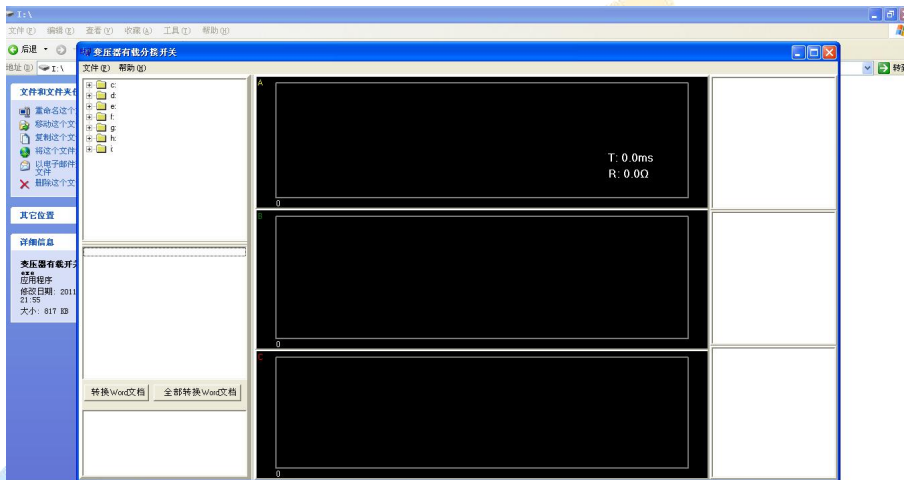 I:\
文件(F) 编辑(E) 查看(V) 收藏(A) 工具(T) 帮助(H)
后退
地址(D) I:\
转到
文件和文件夹任
重命名这个文
移动这个文
复制这个文
将这个文件
以电子邮件
文件
删除这个文
其它位置
详细信息
变压器有载开关
.exe
应用程序
修改日期: 2011
21:55
大小: 817 KB
变压器有载分接开关
文件(F) 帮助(H)
c:
d:
e:
f:
g:
h:
i:
转换Word文档 全部转换Word文档
A
T: 0.0ms
R: 0.0Ω
0
B
0
C
0